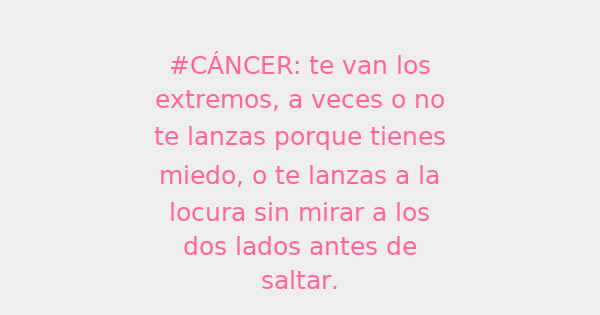 #CÁNCER: te van los
extremos, a veces o no
te lanzas porque tienes
miedo, o te lanzas a la
locura sin mirar a los
dos lados antes de
saltar.